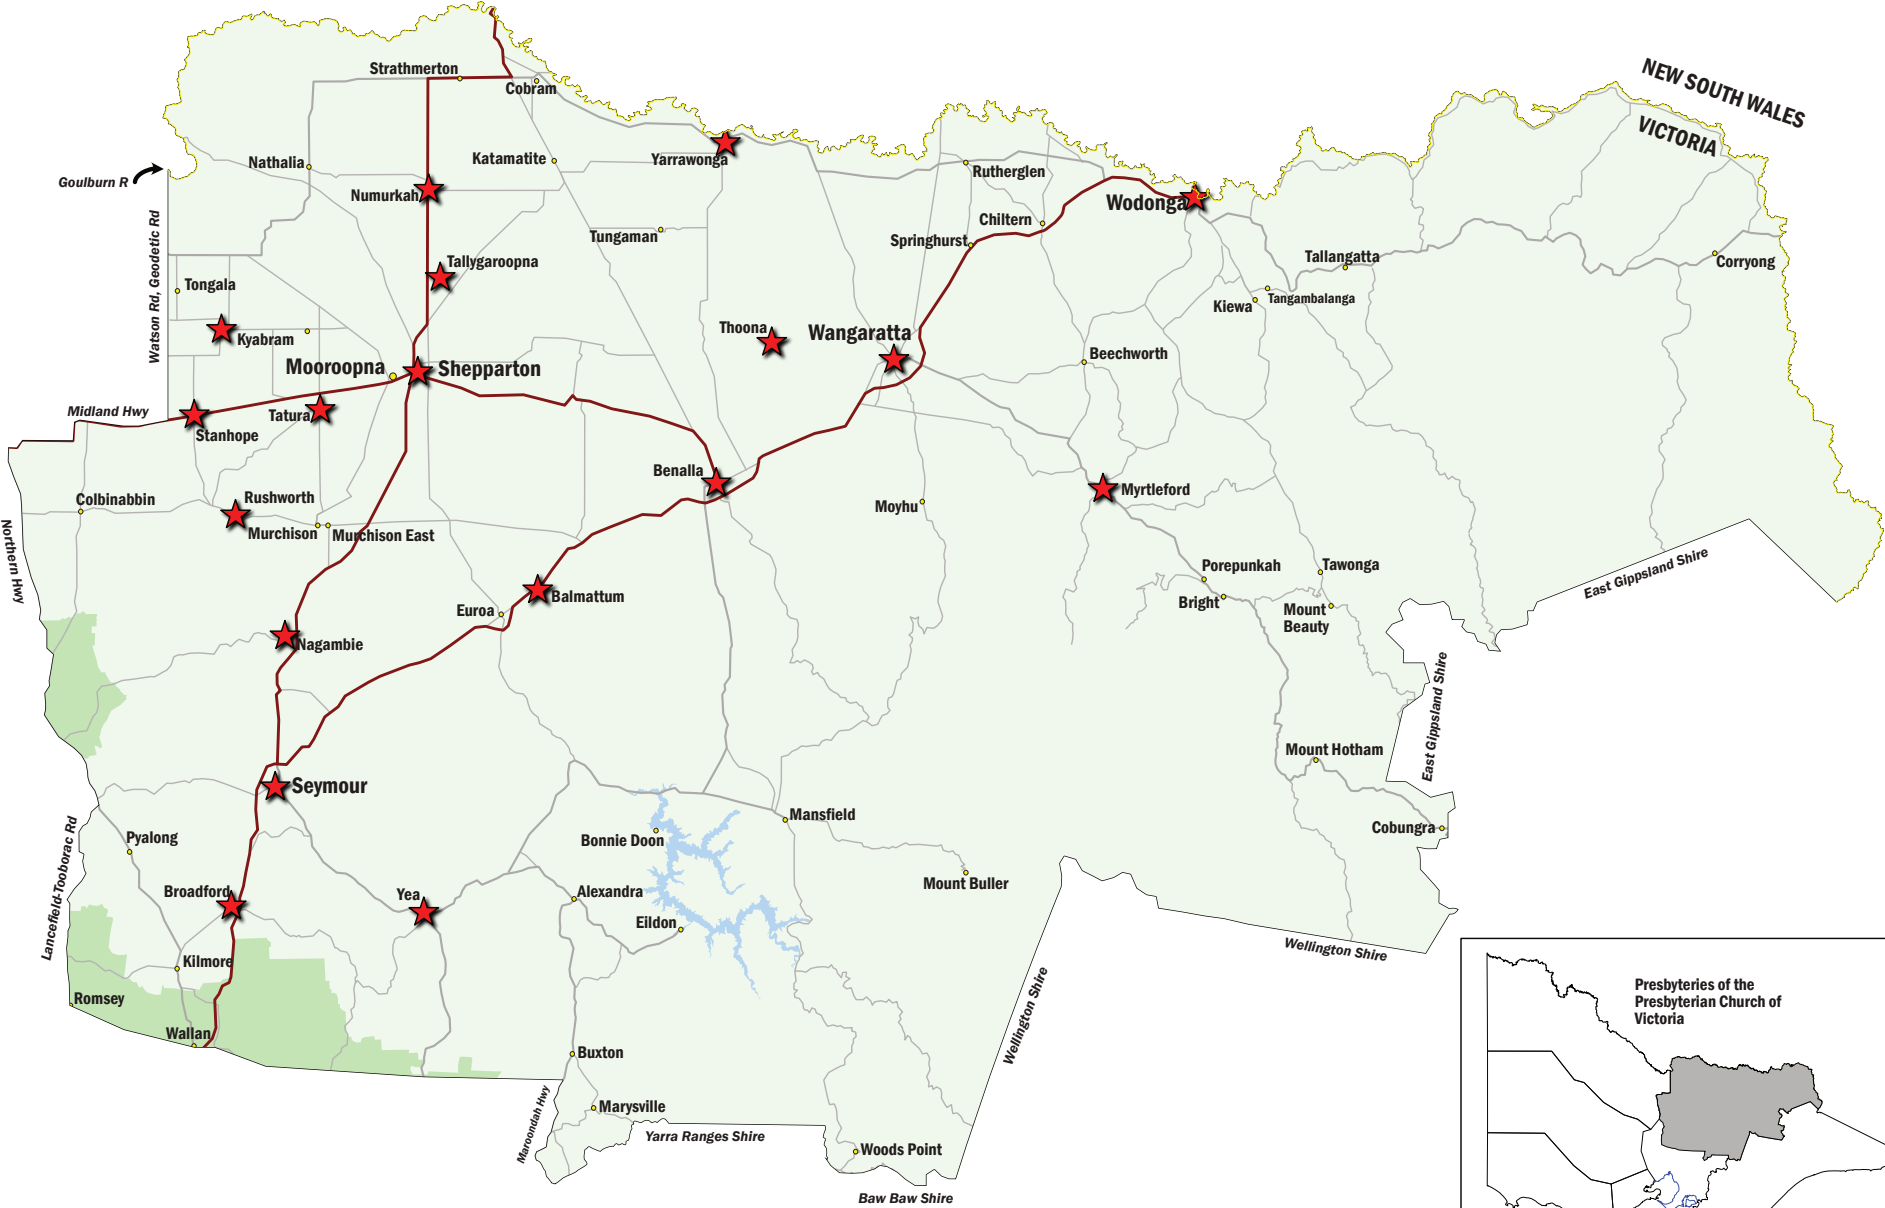 NEW SOUTH WALES
VICTORIA
Strathmerton
Cobram
Yarrawonga
Katamatite
Nathalia
Goulburn R
Numurkah
Rutherglen
Wodonga
Chiltern
Springhurst
Tungaman
Watson Rd, Geodetic Rd
Tallygaroopna
Tallangatta
Corryong
Tongala
Kiewa
Tangambalanga
Kyabram
Thoona
Wangaratta
Beechworth
Mooroopna
Shepparton
Midland Hwy
Tatura
Stanhope
Benalla
Myrtleford
Moyhu
Colbinabbin
Rushworth
Murchison
Murchison East
Northern Hwy
East Gippsland Shire
Porepunkah
Tawonga
Bright
Mount
Beauty
Balmattum
Euroa
Nagambie
East Gippsland Shire
Mount Hotham
Seymour
Mansfield
Cobungra
Bonnie Doon
Pyalong
Lancefield-Tooborac Rd
Mount Buller
Broadford
Yea
Alexandra
Eildon
Wellington Shire
Kilmore
Romsey
Wallan
Wellington Shire
Presbyteries of the
Presbyterian Church of
Victoria
Buxton
Maroondah Hwy
Marysville
Yarra Ranges Shire
Woods Point
Baw Baw Shire